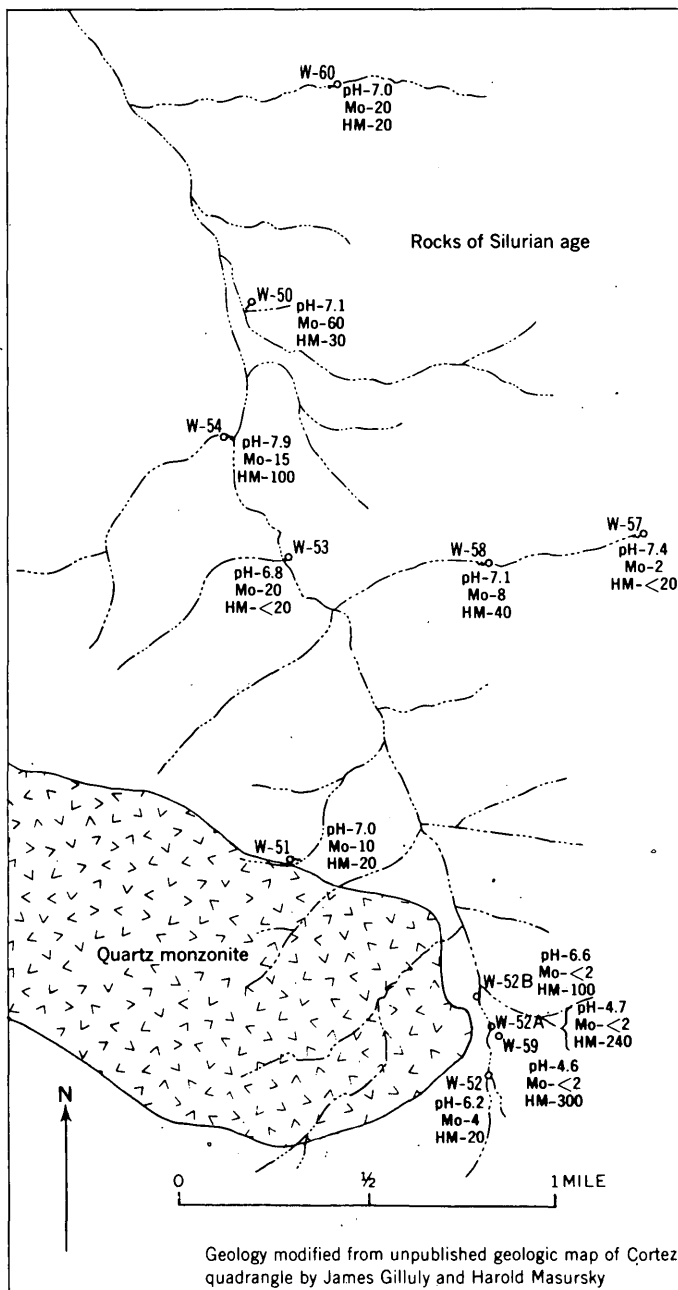 W-60
pH-7.0
Mo-20
HM-20
Rocks of Silurian age
W-50
pH-7.1
Mo-60
HM-30
W-54
pH-7.9
Mo-15
HM-100
W-53
pH-6.8
Mo-20
HM-<20
W-58
pH-7.1
Mo-8
HM-40
W-57
pH-7.4
Mo-2
HM-<20
W-51
pH-7.0
Mo-10
HM-20
Quartz monzonite
W-52B
pH-6.6
Mo-<2
HM-100
W-52A
pH-4.7
Mo-<2
HM-240
W-59
pH-4.6
Mo-<2
HM-300
W-52
pH-6.2
Mo-4
HM-20
N
0 ½ 1 MILE
Geology modified from unpublished geologic map of Cortez
quadrangle by James Gilluly and Harold Masursky